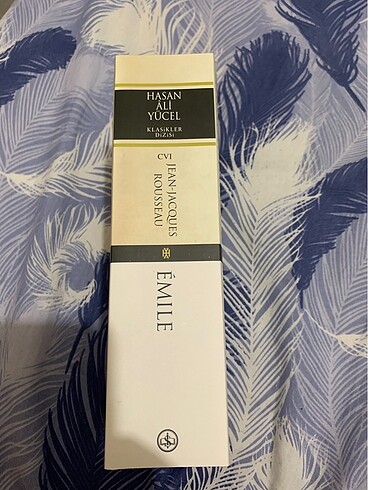 HASAN
ÂLİ
YÜCEL
KLASİKLER
DİZİSİ
CVI
JEAN-JACQUES
ROUSSEAU
ÉMILE